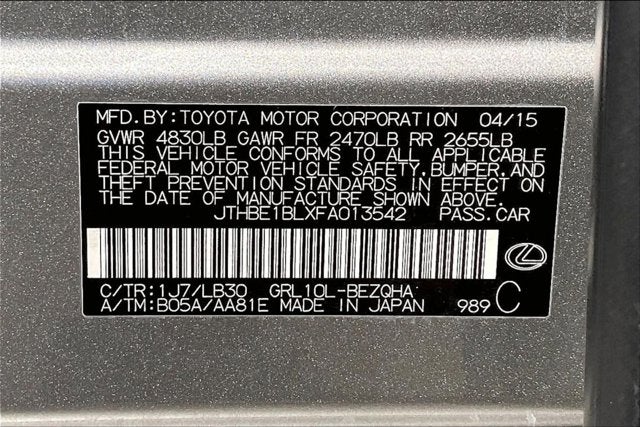 MFD.BY:TOYOTA MOTOR CORPORATION 04/15
GVWR 4830LB GAWR FR 2470LB RR 2655LB
THIS VEHICLE CONFORMS TO ALL APPLICABLE
FEDERAL MOTOR VEHICLE SAFETY,BUMPER,AND
THEFT PREVENTION STANDARDS IN EFFECT ON
THE DATE OF MANUFACTURE SHOWN ABOVE.
JTHBE1BLXFA013542 PASS.CAR
C/TR:1J7/LB30 GRL10L-BEZQHA
A/TM:B05A/AA81E MADE IN JAPAN 989 C